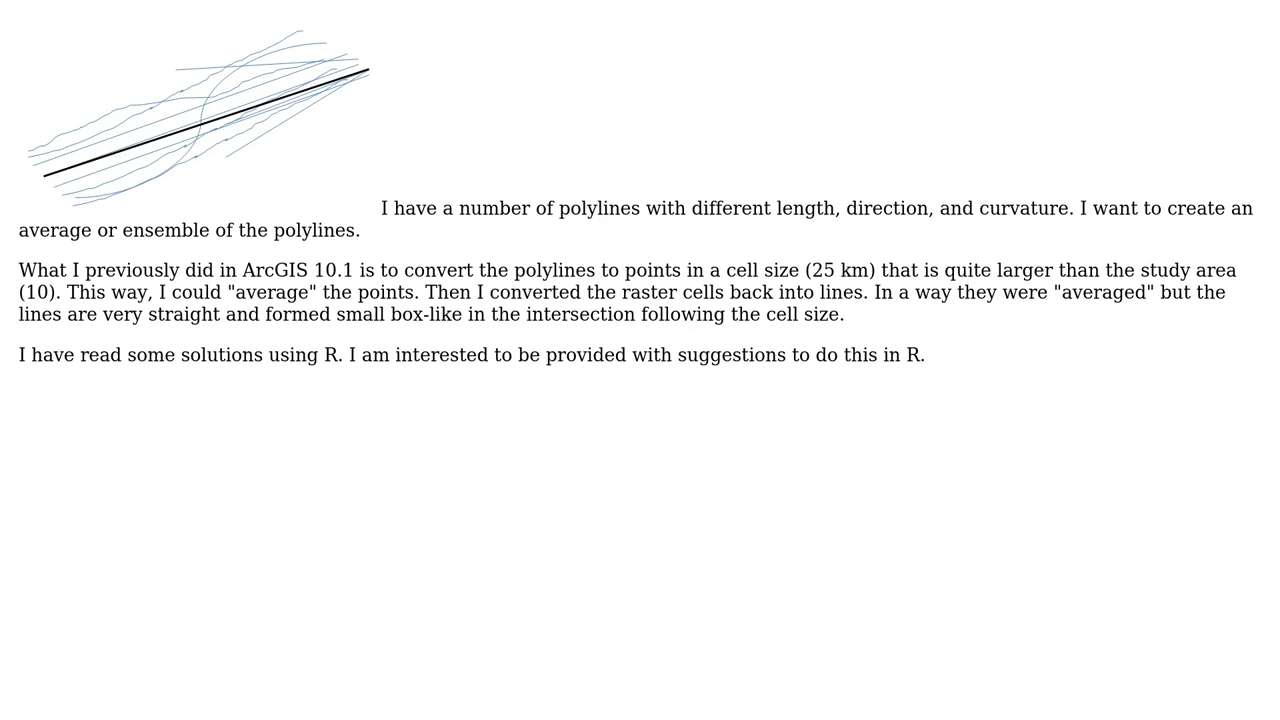 I have a number of polylines with different length, direction, and curvature. I want to create an
average or ensemble of the polylines.
What I previously did in ArcGIS 10.1 is to convert the polylines to points in a cell size (25 km) that is quite larger than the study area
(10). This way, I could "average" the points. Then I converted the raster cells back into lines. In a way they were "averaged" but the
lines are very straight and formed small box-like in the intersection following the cell size.
I have read some solutions using R. I am interested to be provided with suggestions to do this in R.